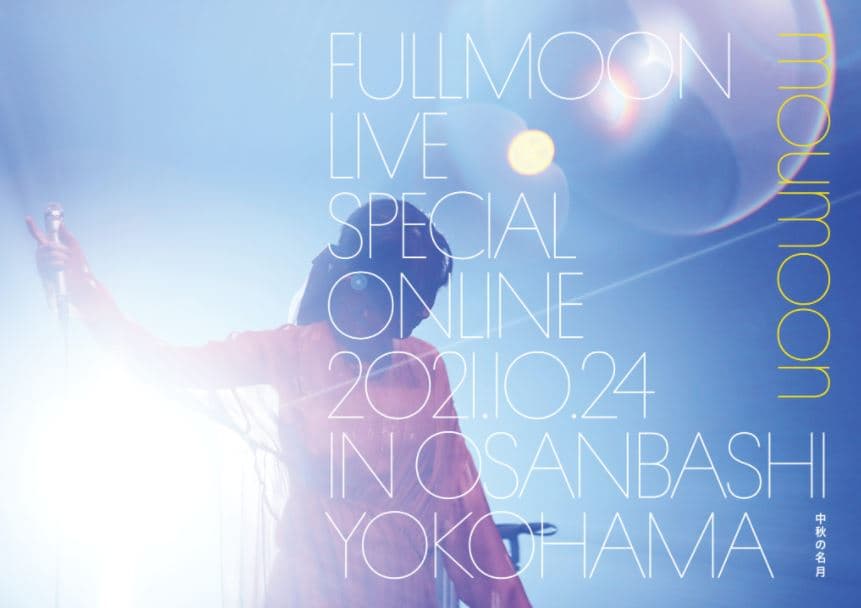 FULLMOON
LIVE
SPECIAL
ONLINE
2021.10.24
IN OSANBASHI
YOKOHAMA
moumoon
中秋の名月